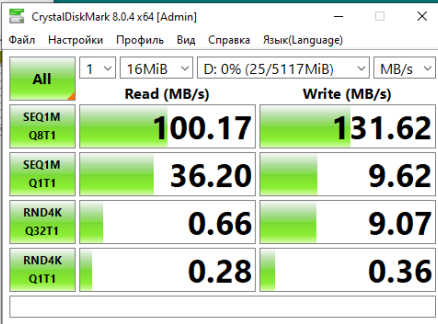 CrystalDiskMark 8.0.4 x64 [Admin]
Файл Настройки Профиль Вид Справка Язык(Language)
All 1 16MiB D: 0% (25/5117MiB) MB/s
Read (MB/s) Write (MB/s)
SEQ1M
Q8T1 100.17 131.62
SEQ1M
Q1T1 36.20 9.62
RND4K
Q32T1 0.66 9.07
RND4K
Q1T1 0.28 0.36